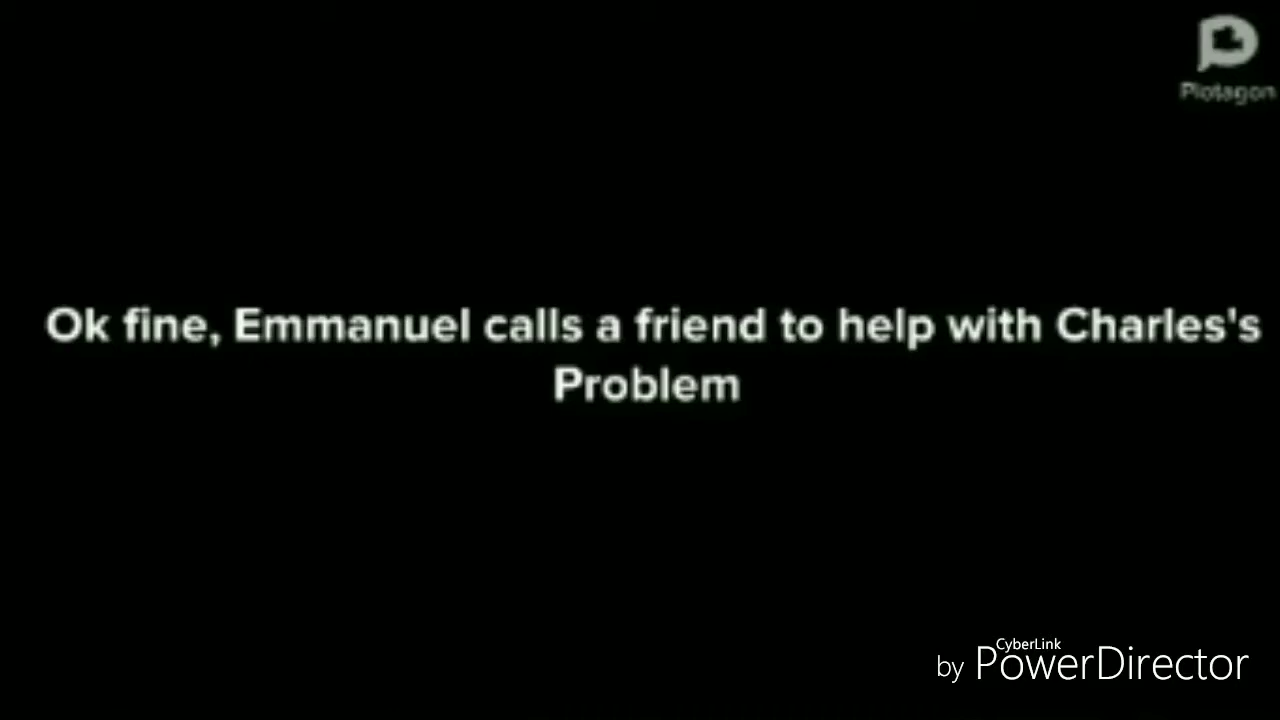 Plotagon
Ok fine, Emmanuel calls a friend to help with Charles's
Problem
CyberLink
by PowerDirector